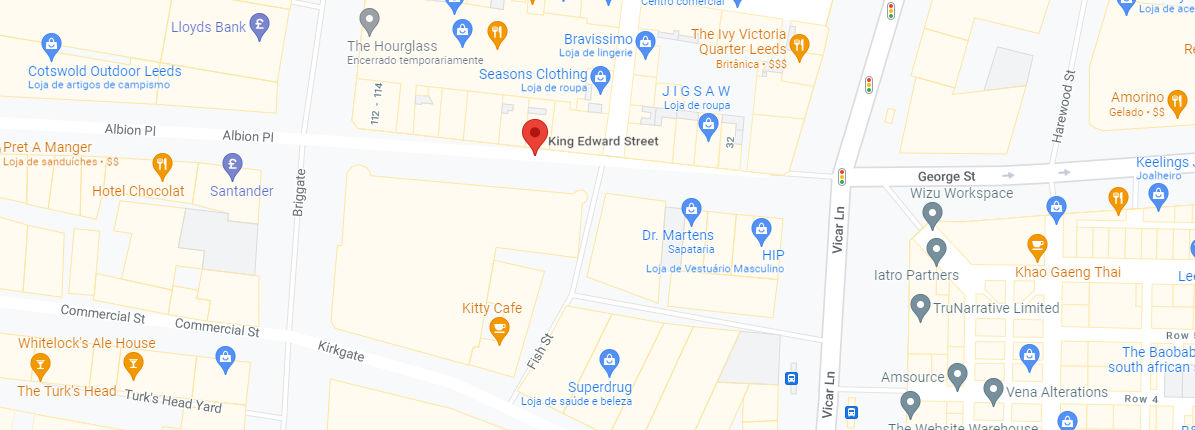 Centro comercial
Loja de ace
Lloyds Bank
The Hourglass
Encerrado temporariamente
Bravissimo
Loja de lingerie
The Ivy Victoria
Quarter Leeds
Britânica • $$$
Cotswold Outdoor Leeds
Loja de artigos de campismo
Seasons Clothing
Loja de roupa
J I G S A W
Loja de roupa
112 - 114
32
Amorino
Gelado • $$
Harewood St
Albion Pl
Albion Pl
King Edward Street
Pret A Manger
Loja de sanduíches • $$
Hotel Chocolat
Santander
Briggate
George St
Keelings J
Joalheiro
Wizu Workspace
Vicar Ln
Dr. Martens
Sapataria
HIP
Loja de Vestuário Masculino
Iatro Partners
Khao Gaeng Thai
Lee
TruNarrative Limited
Commercial St
Commercial St
Kirkgate
Kitty Cafe
Fish St
Whitelock's Ale House
The Turk's Head
Turk's Head Yard
Superdrug
Loja de saúde e beleza
Vicar Ln
Row
The Baobab
south african s
Amsource
Vena Alterations
Row 4
The Website Warehouse